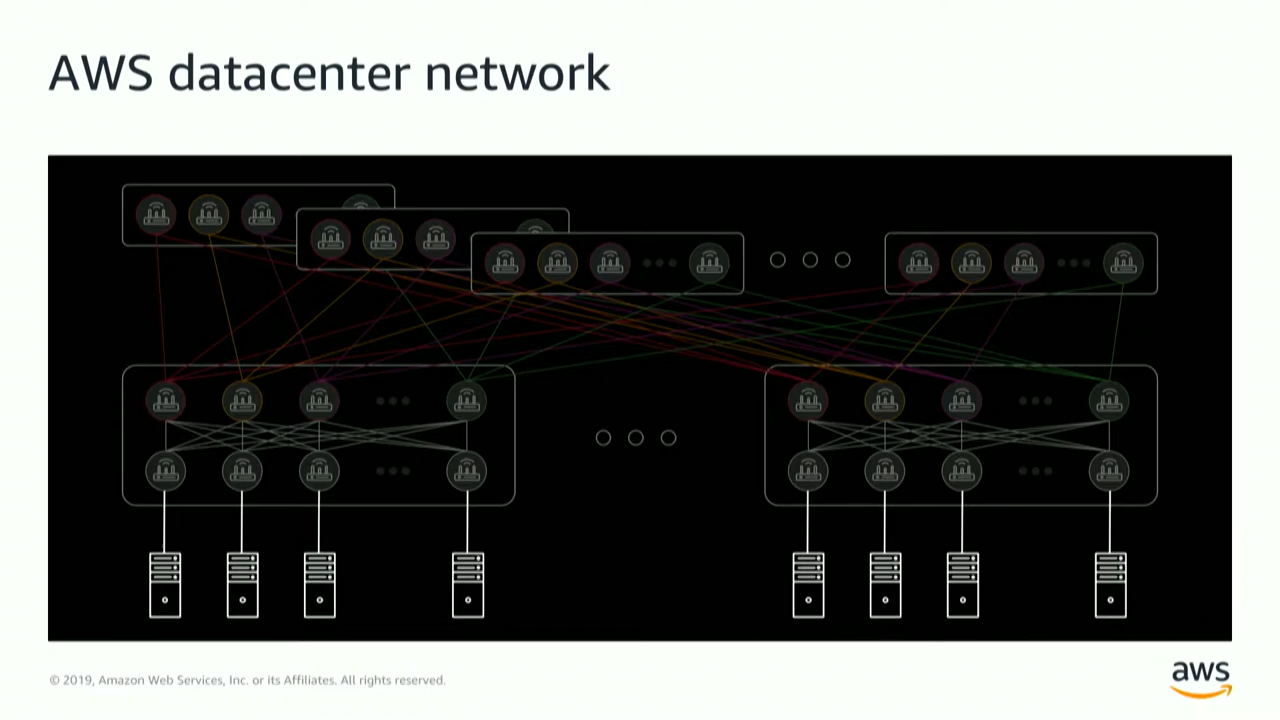 AWS datacenter network
© 2019, Amazon Web Services, Inc. or its Affiliates. All rights reserved.
aws